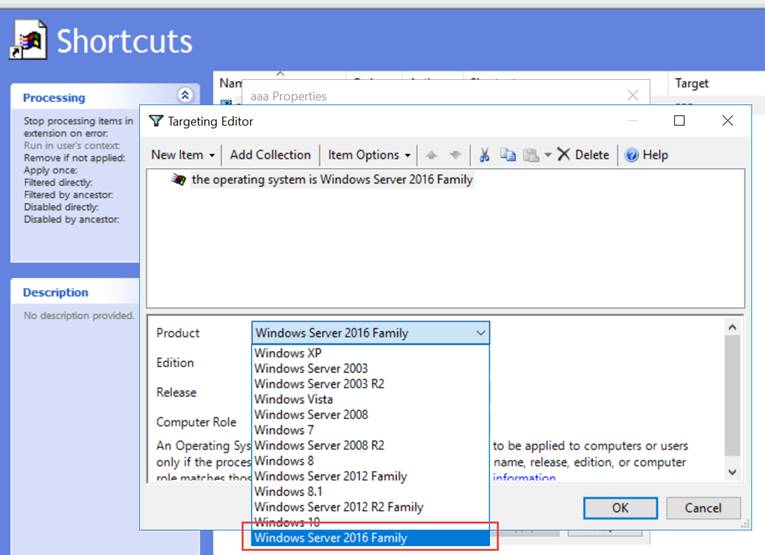 Shortcuts
Processing
Stop processing items in
extension on error:
Run in user's context:
Remove if not applied:
Apply once:
Filtered directly:
Filtered by ancestor:
Disabled directly:
Disabled by ancestor:
Description
No description provided.
Target
aaa Properties
Targeting Editor
New Item Add Collection Item Options Delete Help
the operating system is Windows Server 2016 Family
Product Windows Server 2016 Family
Edition
Release
Computer Role
Windows XP
Windows Server 2003
Windows Server 2003 R2
Windows Vista
Windows Server 2008
Windows 7
Windows Server 2008 R2
Windows 8
Windows Server 2012 Family
Windows 8.1
Windows Server 2012 R2 Family
Windows 10
Windows Server 2016 Family
An Operating Sys to be applied to computers or users
only if the proces name, release, edition, or computer
role matches thos information
OK Cancel